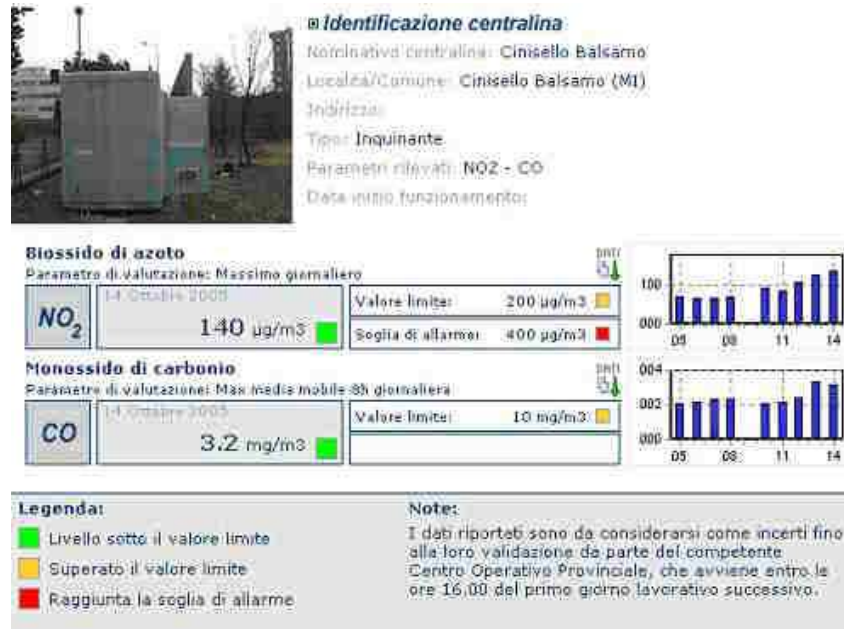 Identificazione centralina
Nominativo centralina: Cinisello Balsamo
Località/Comune: Cinisello Balsamo (MI)
Indirizzo:
Tipo: Inquinante
Parametri rilevati: NO2 - CO
Data inizio funzionamento:
Biossido di azoto
Parametro di valutazione: Massimo giornaliero
dati
NO2
14 Ottobre 2005
140 µg/m3
Valore limite: 200 µg/m3
Soglia di allarme: 400 µg/m3
100
000
05 08 11 14
Monossido di carbonio
Parametro di valutazione: Max media mobile 8h giornaliera
dati
CO
14 Ottobre 2005
3.2 mg/m3
Valore limite: 10 mg/m3
004
002
000
05 08 11 14
Legenda:
Livello sotto il valore limite
Superato il valore limite
Raggiunta la soglia di allarme
Note:
I dati riportati sono da considerarsi come incerti fino
alla loro validazione da parte del competente
Centro Operativo Provinciale, che avviene entro le
ore 16.00 del primo giorno lavorativo successivo.